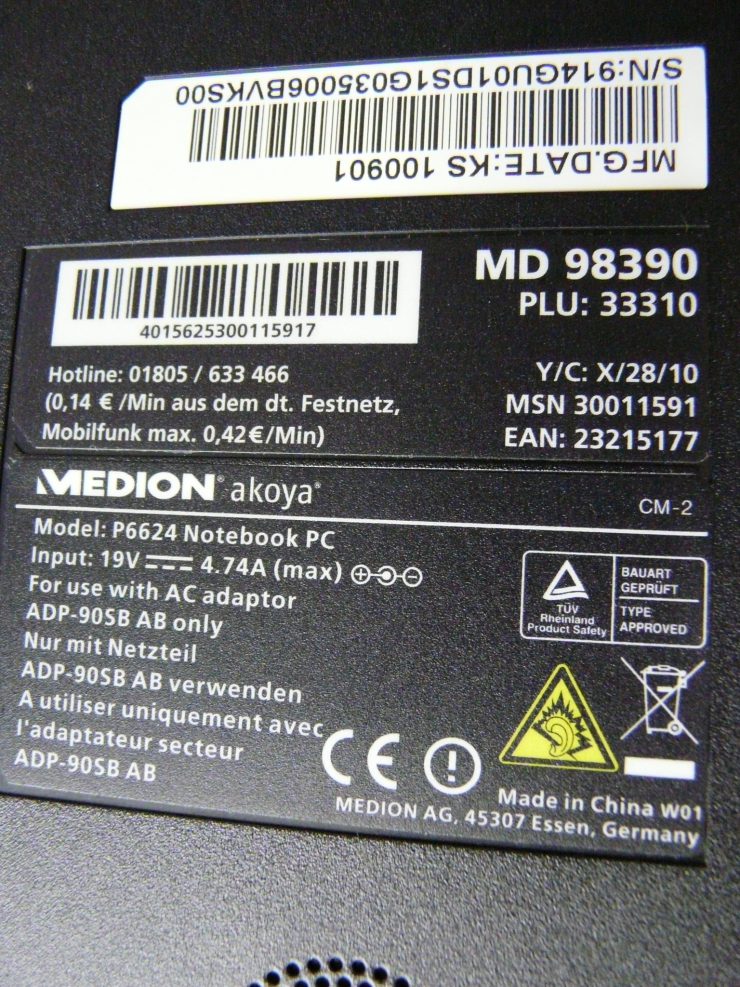 S/N:914GU01DS1G035006BVKS00
MFG.DATE:KS 100901
MD 98390
PLU: 33310
4015625300115917
Hotline: 01805 / 633 466
(0,14 € /Min aus dem dt. Festnetz,
Mobilfunk max. 0,42€/Min)
Y/C: X/28/10
MSN 30011591
EAN: 23215177
MEDION® akoya®
CM-2
Model: P6624 Notebook PC
Input: 19V 4.74A (max)
For use with AC adaptor
ADP-90SB AB only
Nur mit Netzteil
ADP-90SB AB verwenden
A utiliser uniquement avec
l'adaptateur secteur
ADP-90SB AB
TÜV
Rheinland
Product Safety
BAUART
GEPRÜFT
TYPE
APPROVED
CE
Made in China W01
MEDION AG, 45307 Essen, Germany